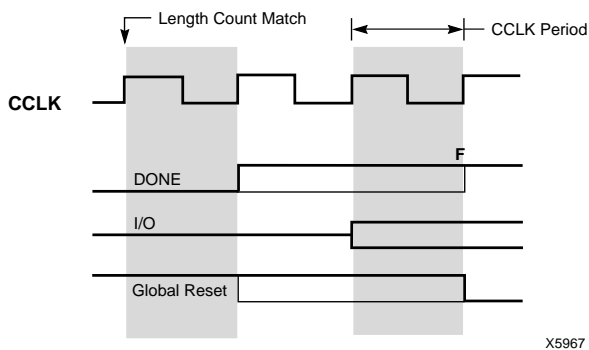 Length Count Match
CCLK Period
CCLK
F
DONE
I/O
Global Reset
X5967